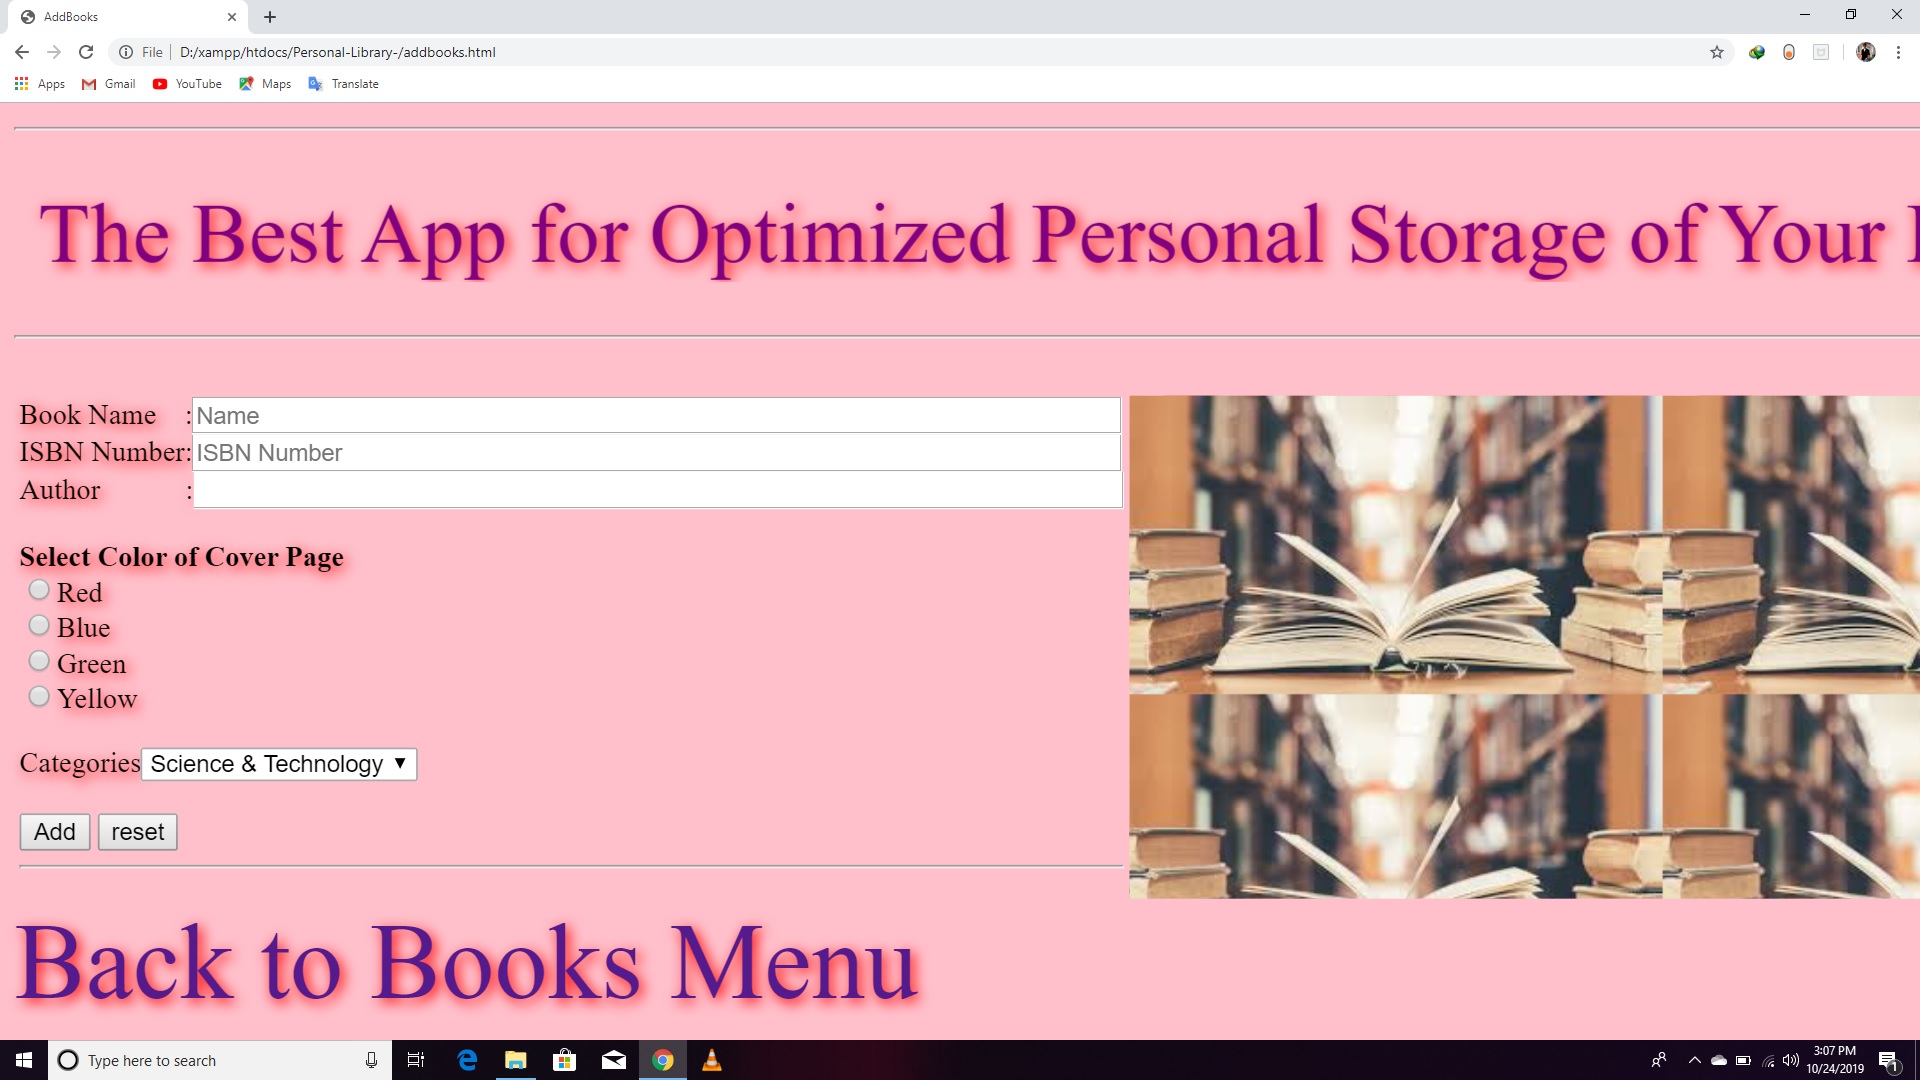 AddBooks
File
D:/xampp/htdocs/Personal-Library-/addbooks.html
Apps
Gmail
YouTube
Maps
Translate
The Best App for Optimized Personal Storage of Your
Book Name :
Name
ISBN Number:
ISBN Number
Author :
Select Color of Cover Page
Red
Blue
Green
Yellow
Categories
Science & Technology
Add
reset
Back to Books Menu
Type here to search
3:07 PM
10/24/2019
1